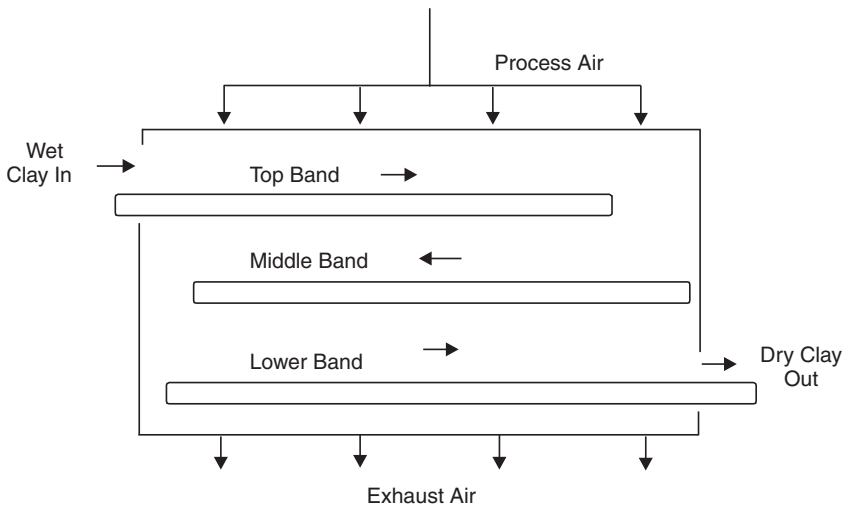 Process Air
Wet
Clay In
Top Band
Middle Band
Lower Band
Dry Clay
Out
Exhaust Air